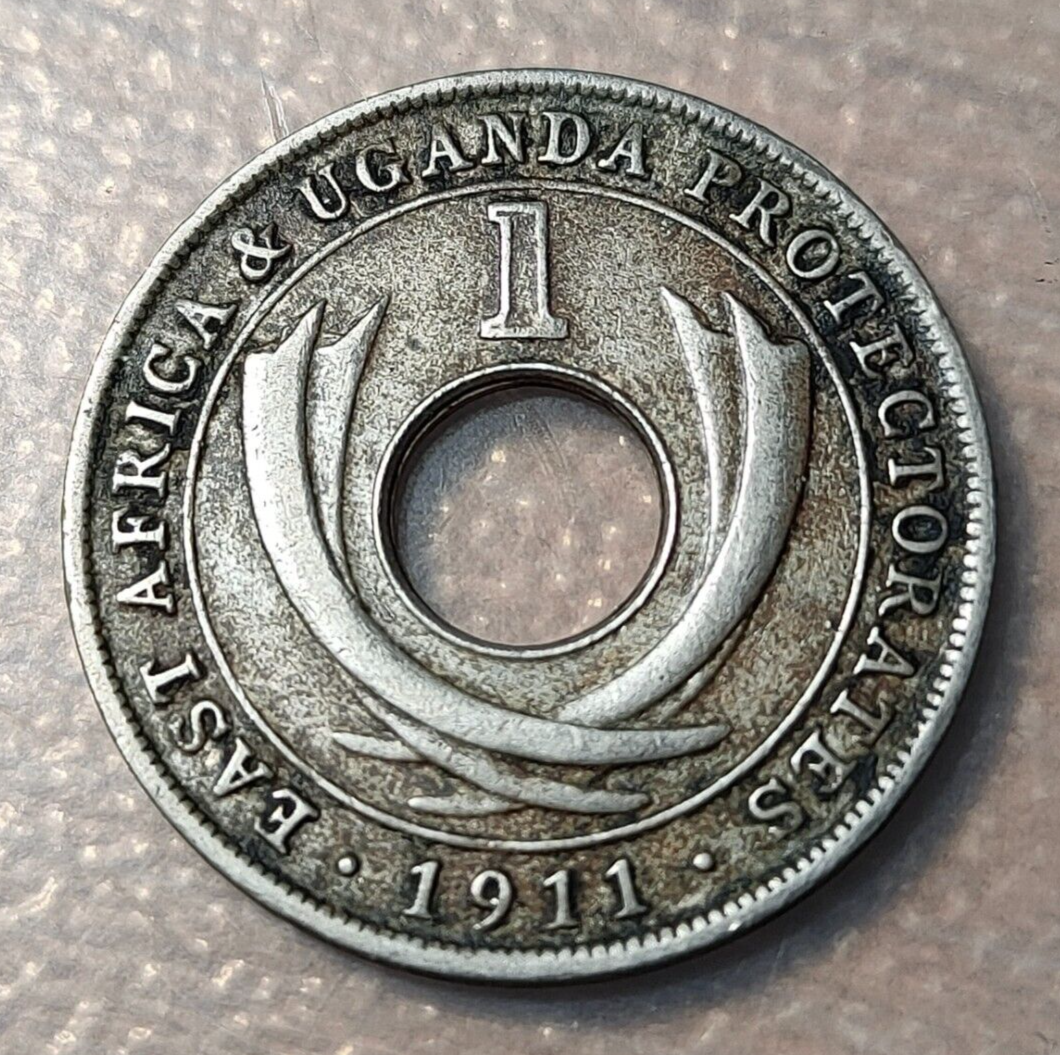 EAST AFRICA & UGANDA PROTECTORATES
· 1911 ·
1